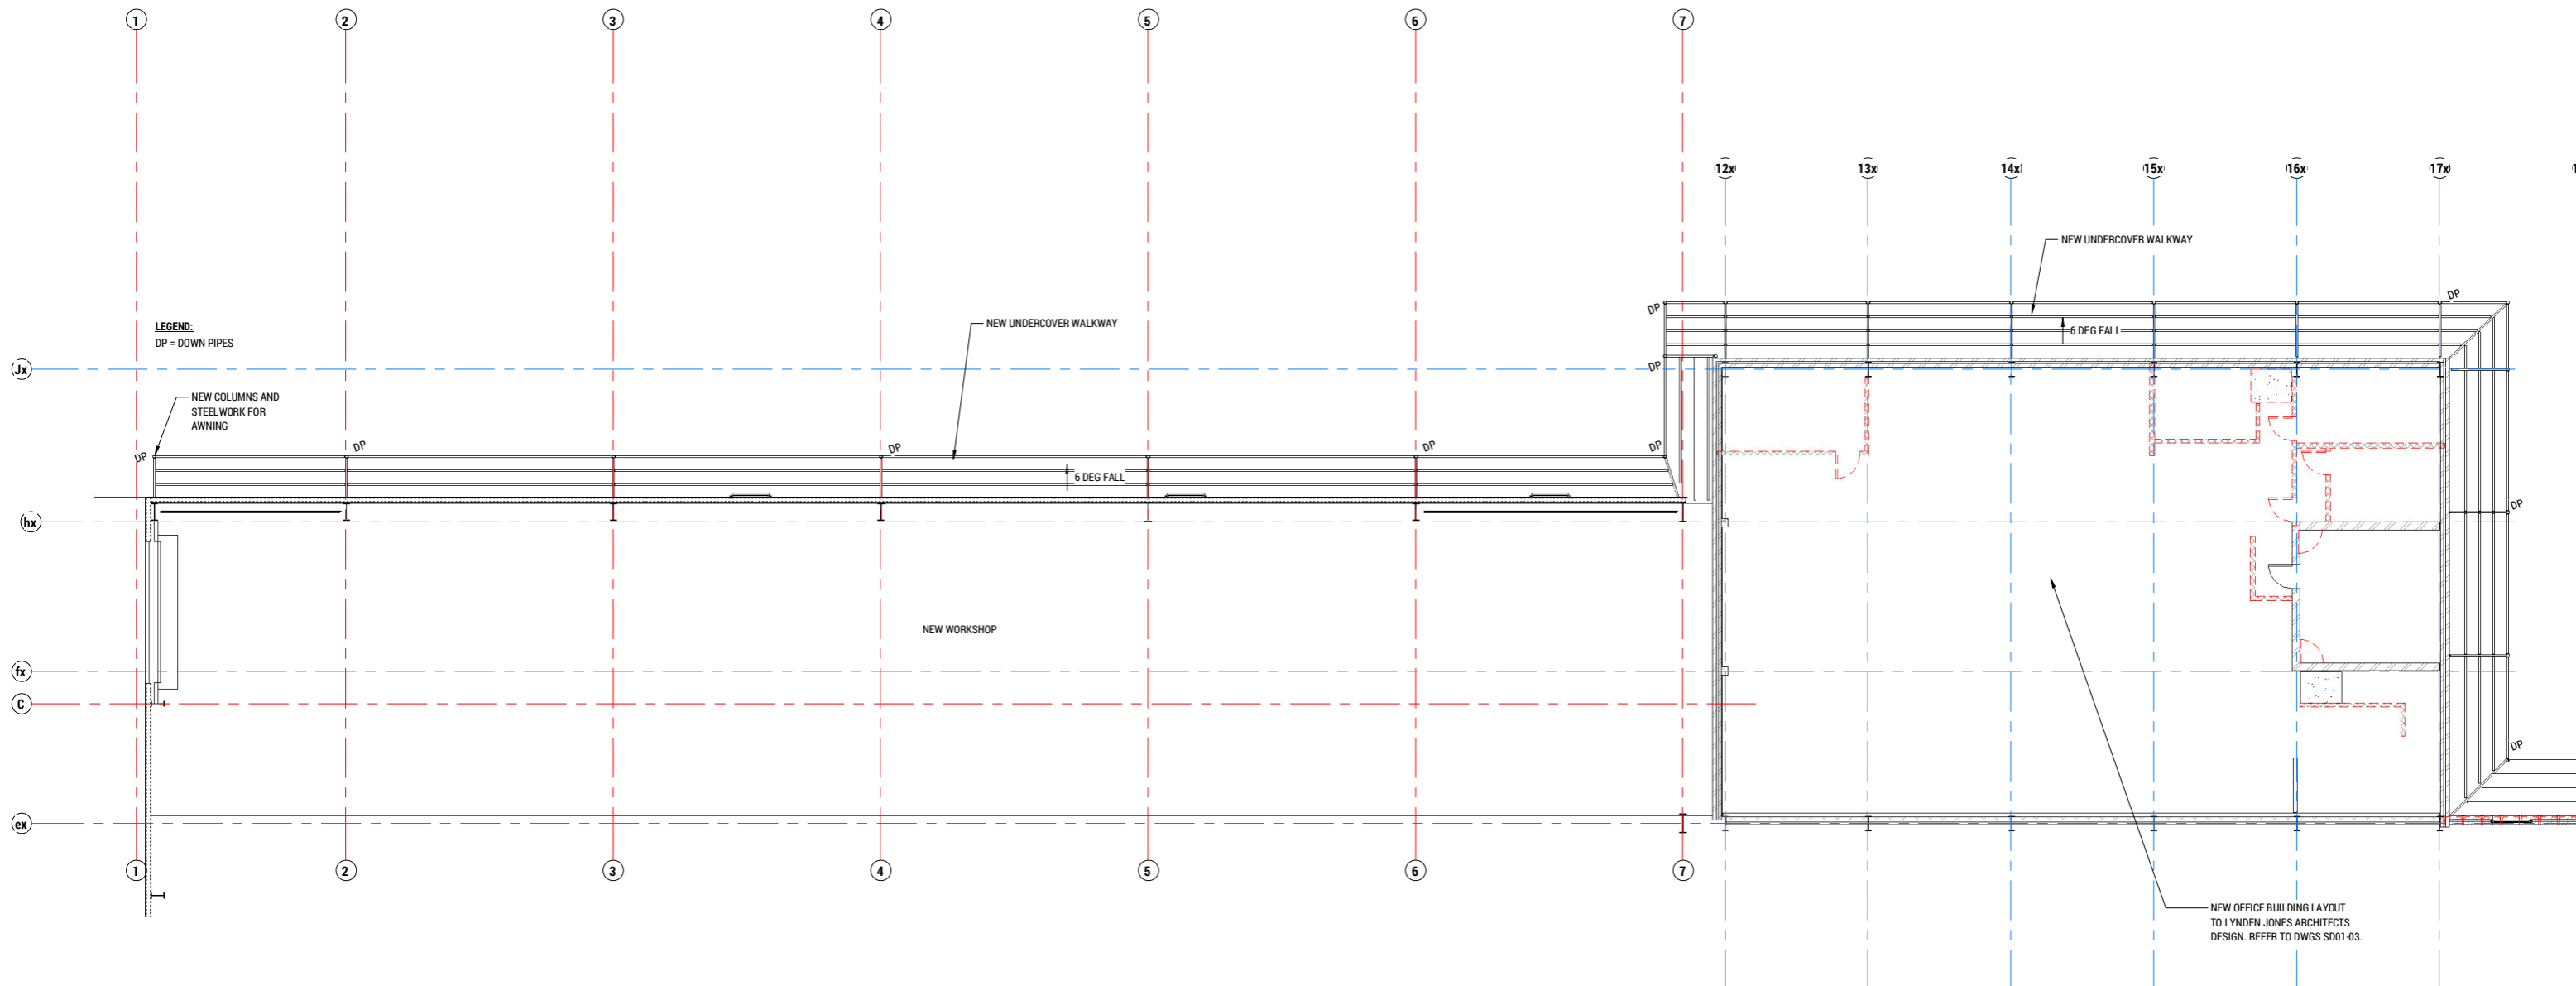 1
2
3
4
5
6
7
12x
13x
14x
15x
16x
17x
NEW UNDERCOVER WALKWAY
DP
DP
LEGEND:
DP = DOWN PIPES
NEW UNDERCOVER WALKWAY
6 DEG FALL
Jx
DP
NEW COLUMNS AND
STEELWORK FOR
AWNING
DP
DP
DP
DP
DP
6 DEG FALL
DP
hx
NEW WORKSHOP
fx
C
DP
ex
1
2
3
4
5
6
7
NEW OFFICE BUILDING LAYOUT
TO LYNDEN JONES ARCHITECTS
DESIGN. REFER TO DWGS SD01-03.